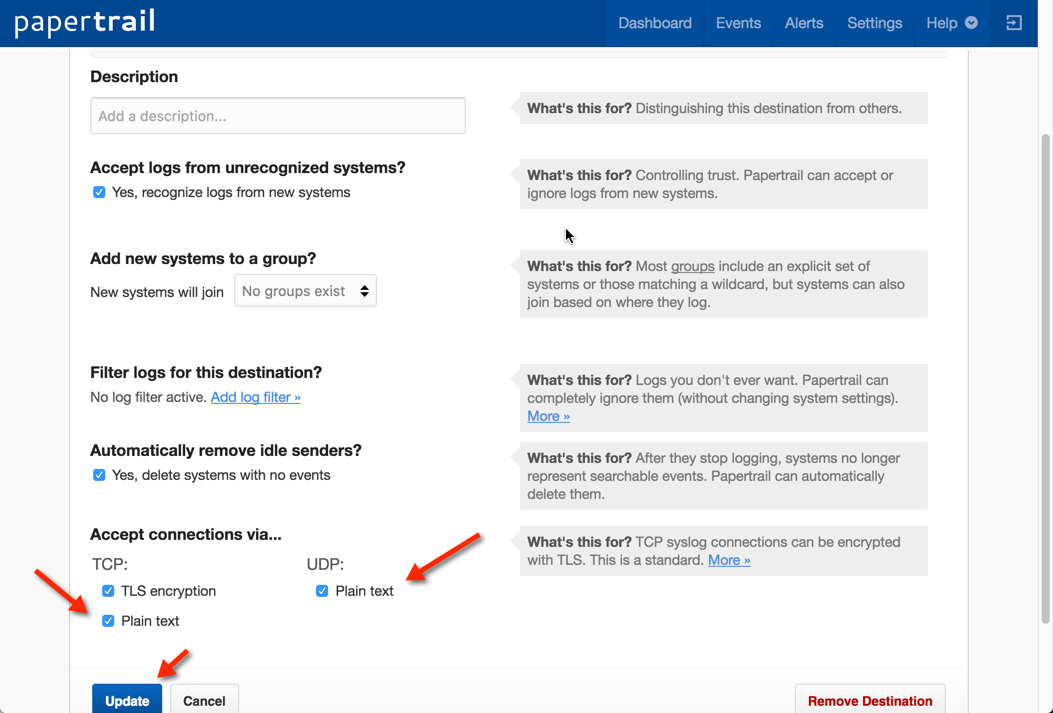 papertrail
Dashboard Events Alerts Settings Help
Description
Add a description...
What's this for? Distinguishing this destination from others.
Accept logs from unrecognized systems?
Yes, recognize logs from new systems
What's this for? Controlling trust. Papertrail can accept or
ignore logs from new systems.
Add new systems to a group?
New systems will join No groups exist
What's this for? Most groups include an explicit set of
systems or those matching a wildcard, but systems can also
join based on where they log.
Filter logs for this destination?
No log filter active. Add log filter »
What's this for? Logs you don't ever want. Papertrail can
completely ignore them (without changing system settings).
More »
Automatically remove idle senders?
Yes, delete systems with no events
What's this for? After they stop logging, systems no longer
represent searchable events. Papertrail can automatically
delete them.
Accept connections via...
TCP:
TLS encryption
Plain text
UDP:
Plain text
What's this for? TCP syslog connections can be encrypted
with TLS. This is a standard. More »
Update Cancel Remove Destination